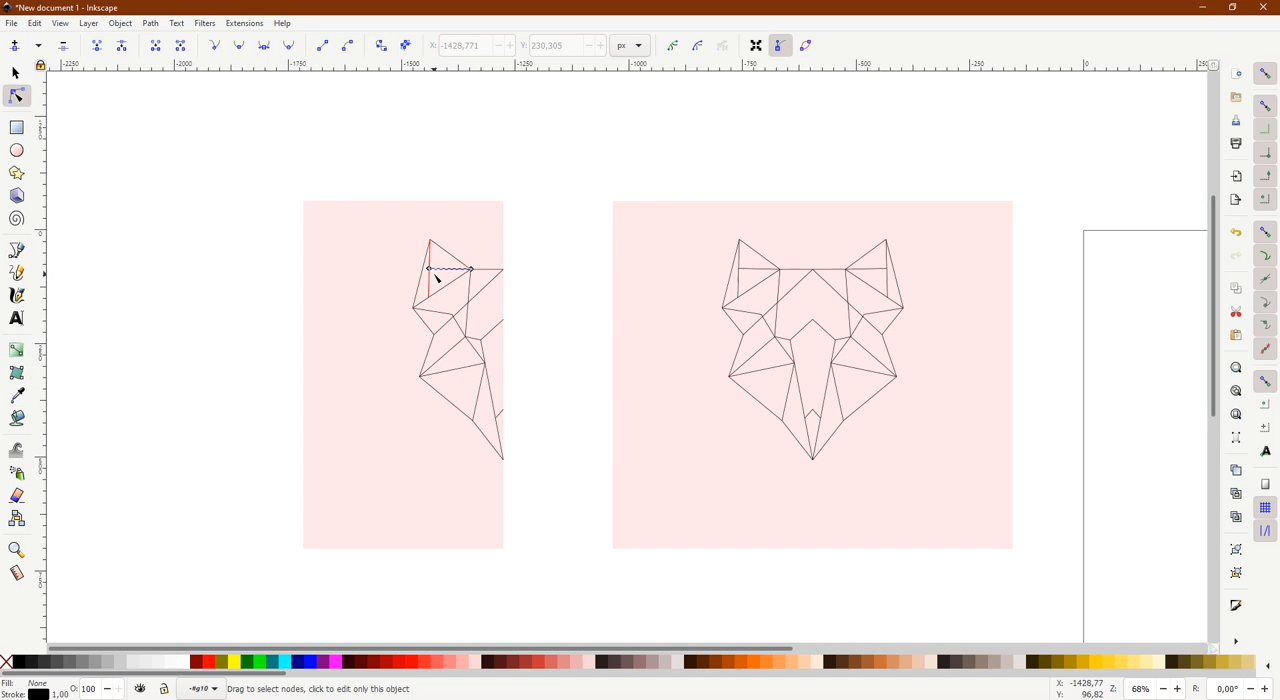 *New document 1 - Inkscape
File Edit View Layer Object Path Text Filters Extensions Help
X: -1428,771 Y: 230,305 px
-2250 -2000 -1750 -1500 -1250 -1000 -750 -500 -250 0
Fill: None O: 100 #g10 Drag to select nodes, click to edit only this object X: -1428,77 Z: 68% R: 0,00°
Stroke: 1,00 Y: 96,82